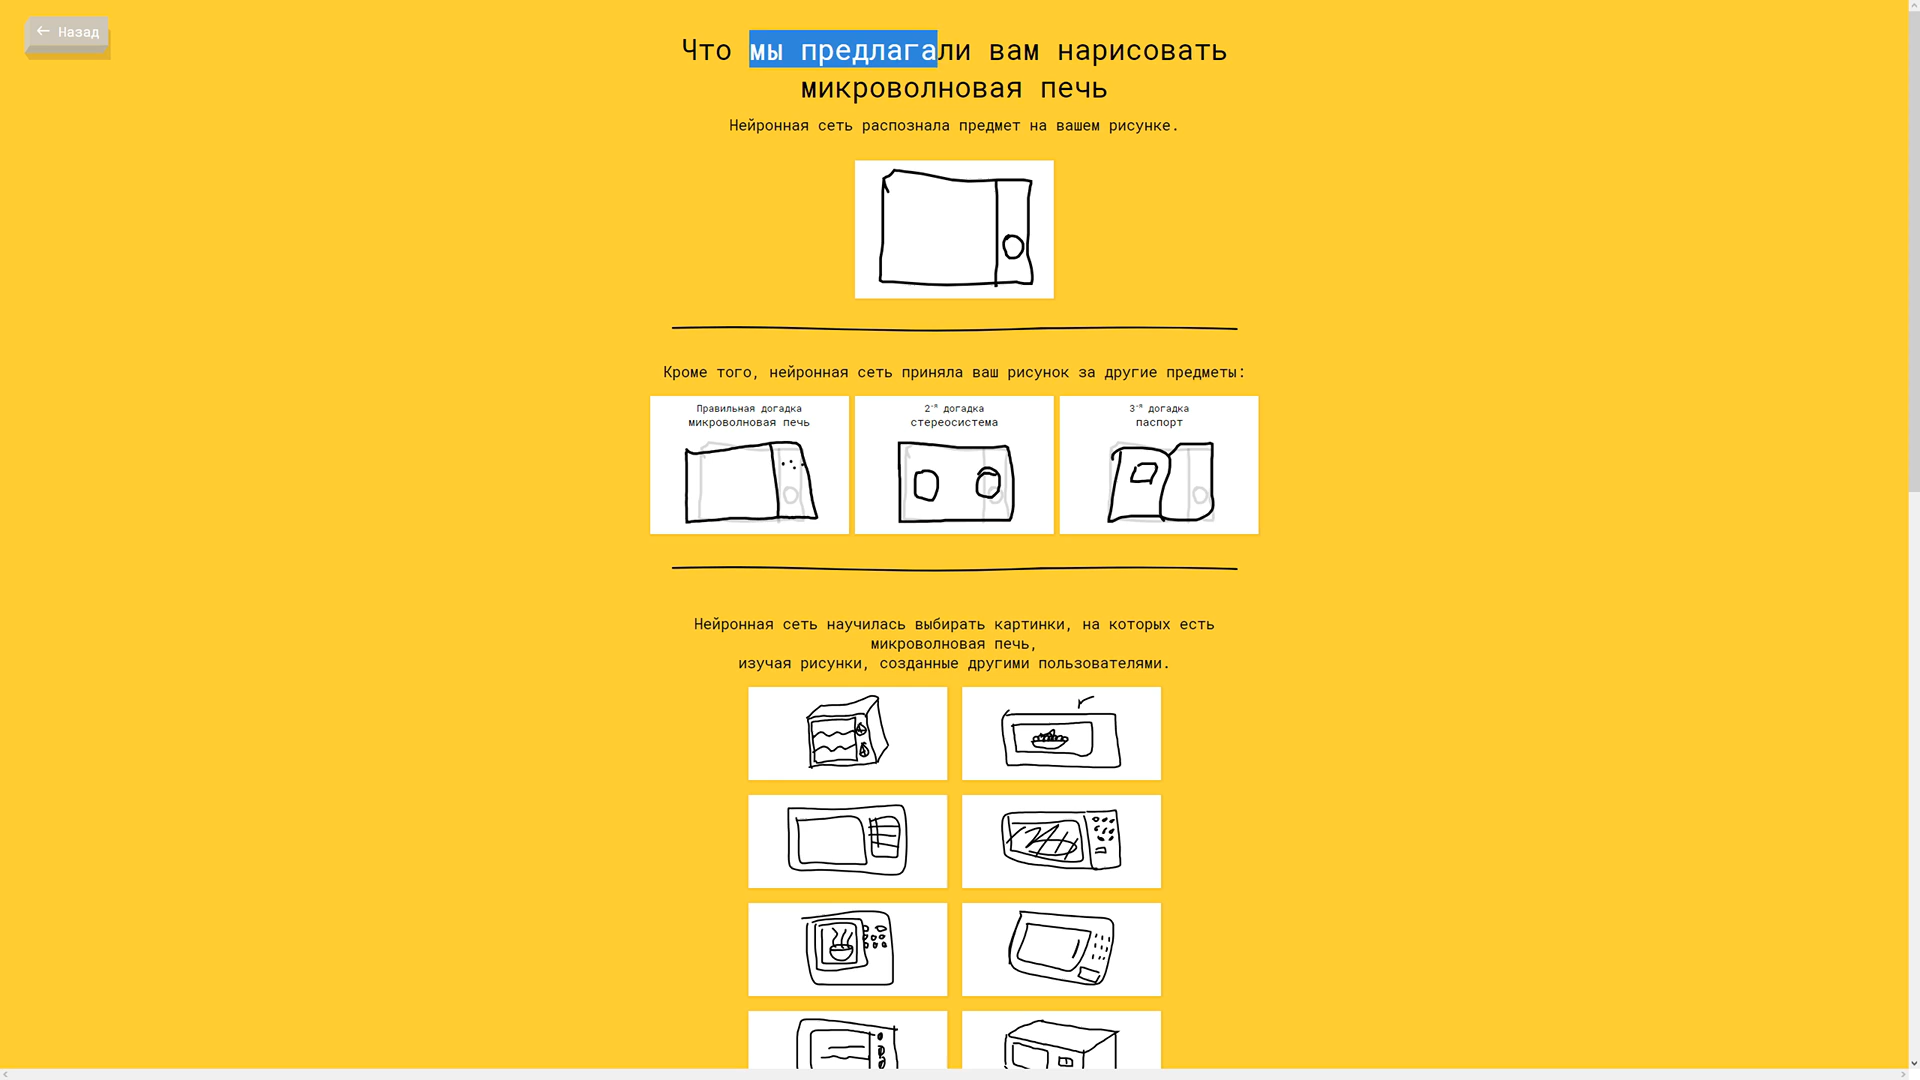 ← Назад
Что мы предлагали вам нарисовать
микроволновая печь
Нейронная сеть распознала предмет на вашем рисунке.
Кроме того, нейронная сеть приняла ваш рисунок за другие предметы:
Правильная догадка
микроволновая печь
2-я догадка
стереосистема
3-я догадка
паспорт
Нейронная сеть научилась выбирать картинки, на которых есть
микроволновая печь,
изучая рисунки, созданные другими пользователями.